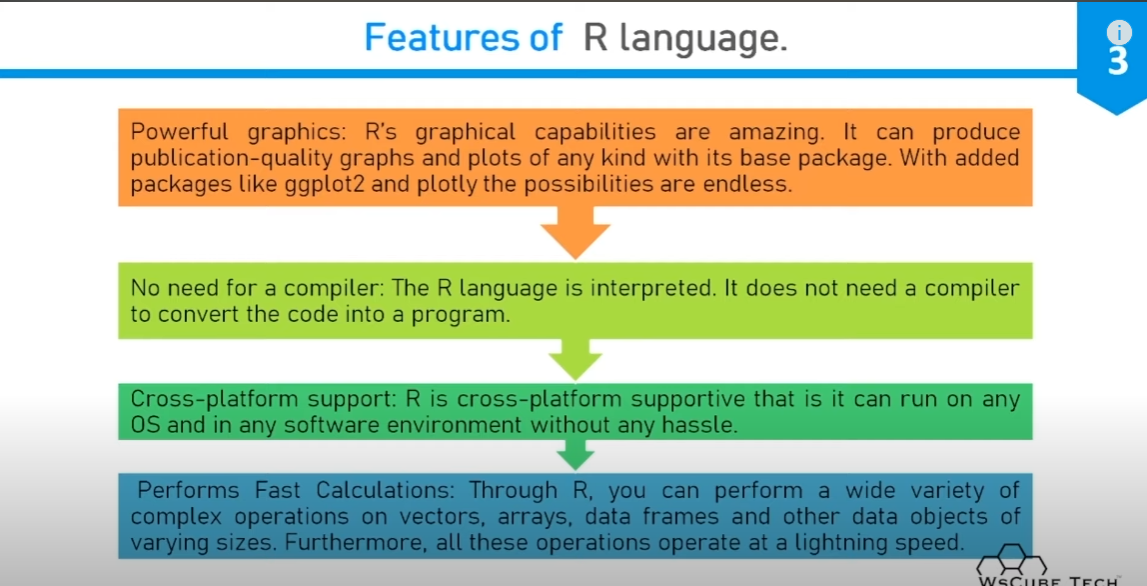 Features of R language.
i
3
Powerful graphics: R's graphical capabilities are amazing. It can produce
publication-quality graphs and plots of any kind with its base package. With added
packages like ggplot2 and plotly the possibilities are endless.
No need for a compiler: The R language is interpreted. It does not need a compiler
to convert the code into a program.
Cross-platform support: R is cross-platform supportive that is it can run on any
OS and in any software environment without any hassle.
Performs Fast Calculations: Through R, you can perform a wide variety of
complex operations on vectors, arrays, data frames and other data objects of
varying sizes. Furthermore, all these operations operate at a lightning speed.
WsCube Tech